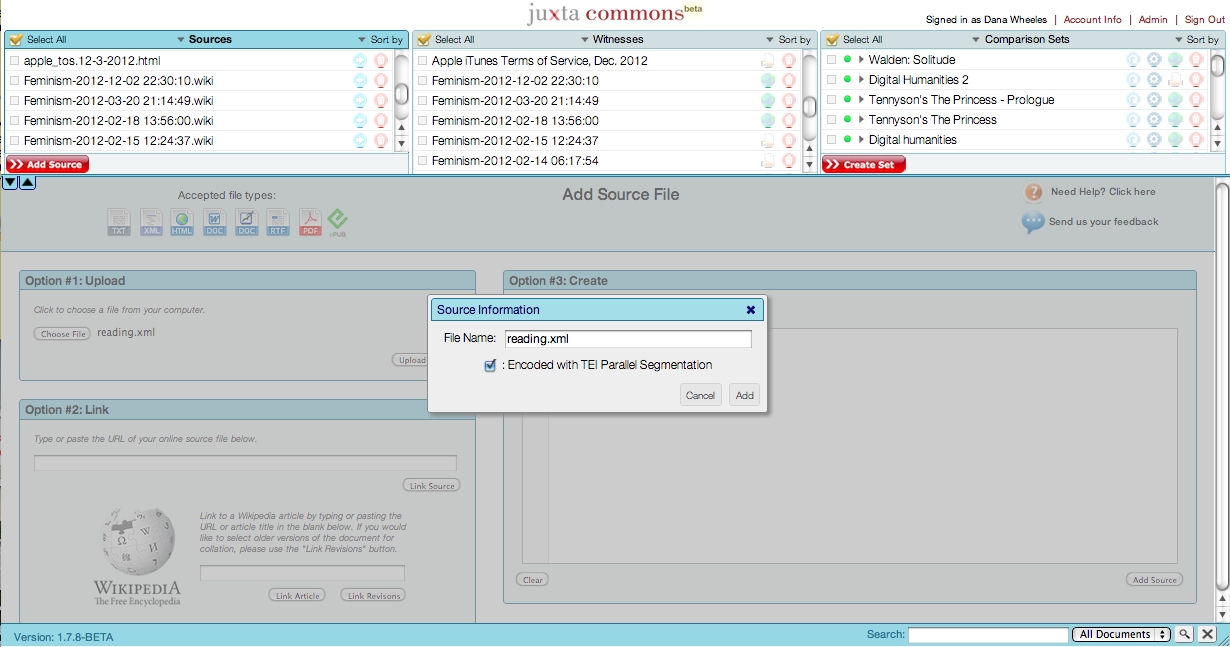 juxta commons beta
Signed in as Dana Wheeles | Account Info | Admin | Sign Out
Select All Sources Sort by
apple_tos.12-3-2012.html
Feminism-2012-12-02 22:30:10.wiki
Feminism-2012-03-20 21:14:49.wiki
Feminism-2012-02-18 13:56:00.wiki
Feminism-2012-02-15 12:24:37.wiki
Add Source
Select All Witnesses Sort by
Apple iTunes Terms of Service, Dec. 2012
Feminism-2012-12-02 22:30:10
Feminism-2012-03-20 21:14:49
Feminism-2012-02-18 13:56:00
Feminism-2012-02-15 12:24:37
Feminism-2012-02-14 06:17:54
Select All Comparison Sets Sort by
Walden: Solitude
Digital Humanities 2
Tennyson's The Princess - Prologue
Tennyson's The Princess
Digital humanities
Create Set
Accepted file types:
TXT XML HTML DOC DOC RTF PDF ePUB
Add Source File
Need Help? Click here
Send us your feedback
Option #1: Upload
Click to choose a file from your computer.
Choose File reading.xml
Upload
Option #2: Link
Type or paste the URL of your online source file below.
Link Source
WIKIPEDIA
The Free Encyclopedia
Link to a Wikipedia article by typing or pasting the
URL or article title in the blank below. If you would
like to select older versions of the document for
collation, please use the "Link Revisions" button.
Link Article Link Revisons
Option #3: Create
Clear Add Source
Source Information
File Name: reading.xml
: Encoded with TEI Parallel Segmentation
Cancel Add
Version: 1.7.8-BETA
Search: All Documents